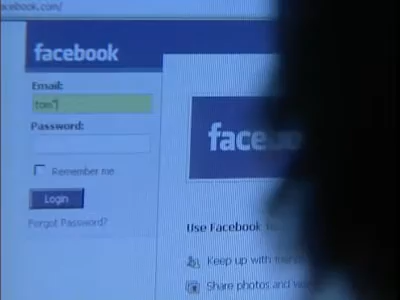 acebook.com/
facebook
Email:
tom
Password:
Remember me
Login
Forgot Password?
face
Use Facebook
Keep up with
Share photos and